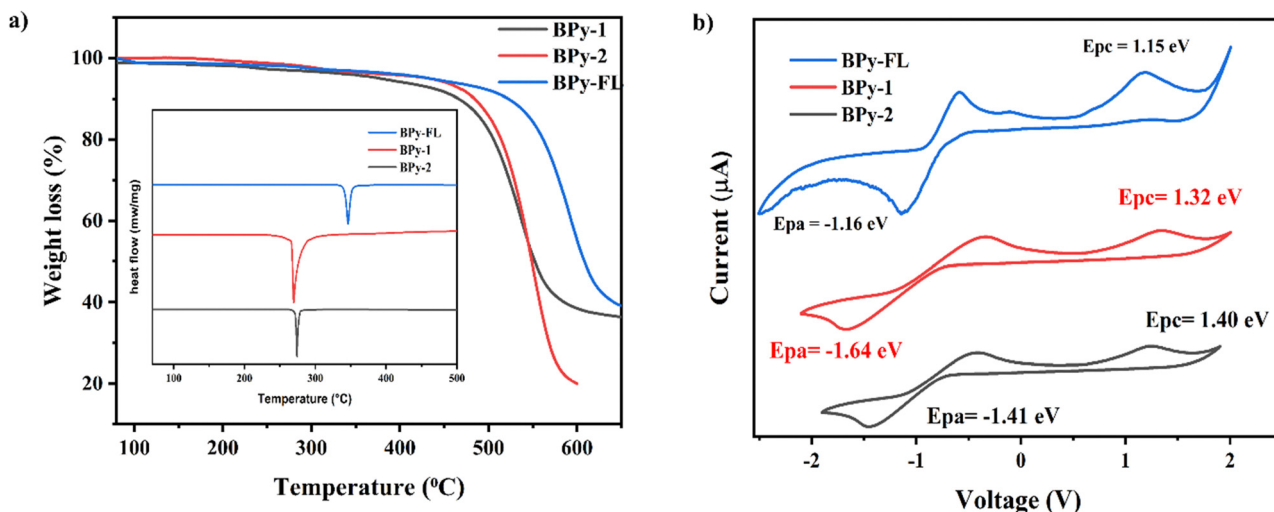 a)
BPy-1
BPy-2
BPy-FL
Weight loss (%)
100
80
60
40
20
100
200
300
400
500
600
Temperature (⁰C)
BPy-FL
BPy-1
BPy-2
heat flow (mw/mg)
100
200
300
400
500
Temperature (°C)
b)
BPy-FL
BPy-1
BPy-2
Epc = 1.15 eV
Epa = -1.16 eV
Epc= 1.32 eV
Epa= -1.64 eV
Epc= 1.40 eV
Epa= -1.41 eV
Current (μA)
-2
-1
0
1
2
Voltage (V)